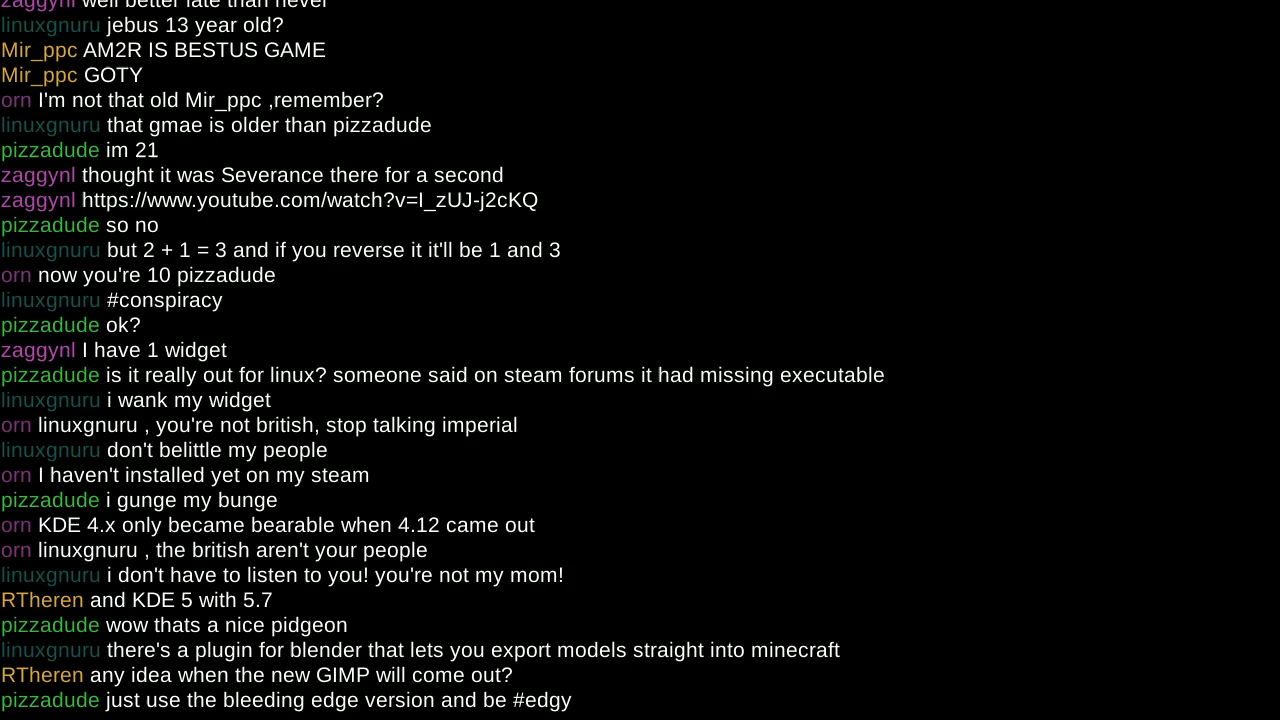 zaggynl well better late than never
linuxgnuru jebus 13 year old?
Mir_ppc AM2R IS BESTUS GAME
Mir_ppc GOTY
orn I'm not that old Mir_ppc ,remember?
linuxgnuru that gmae is older than pizzadude
pizzadude im 21
zaggynl thought it was Severance there for a second
zaggynl https://www.youtube.com/watch?v=I_zUJ-j2cKQ
pizzadude so no
linuxgnuru but 2 + 1 = 3 and if you reverse it it'll be 1 and 3
orn now you're 10 pizzadude
linuxgnuru #conspiracy
pizzadude ok?
zaggynl I have 1 widget
pizzadude is it really out for linux? someone said on steam forums it had missing executable
linuxgnuru i wank my widget
orn linuxgnuru , you're not british, stop talking imperial
linuxgnuru don't belittle my people
orn I haven't installed yet on my steam
pizzadude i gunge my bunge
orn KDE 4.x only became bearable when 4.12 came out
orn linuxgnuru , the british aren't your people
linuxgnuru i don't have to listen to you! you're not my mom!
RTheren and KDE 5 with 5.7
pizzadude wow thats a nice pidgeon
linuxgnuru there's a plugin for blender that lets you export models straight into minecraft
RTheren any idea when the new GIMP will come out?
pizzadude just use the bleeding edge version and be #edgy